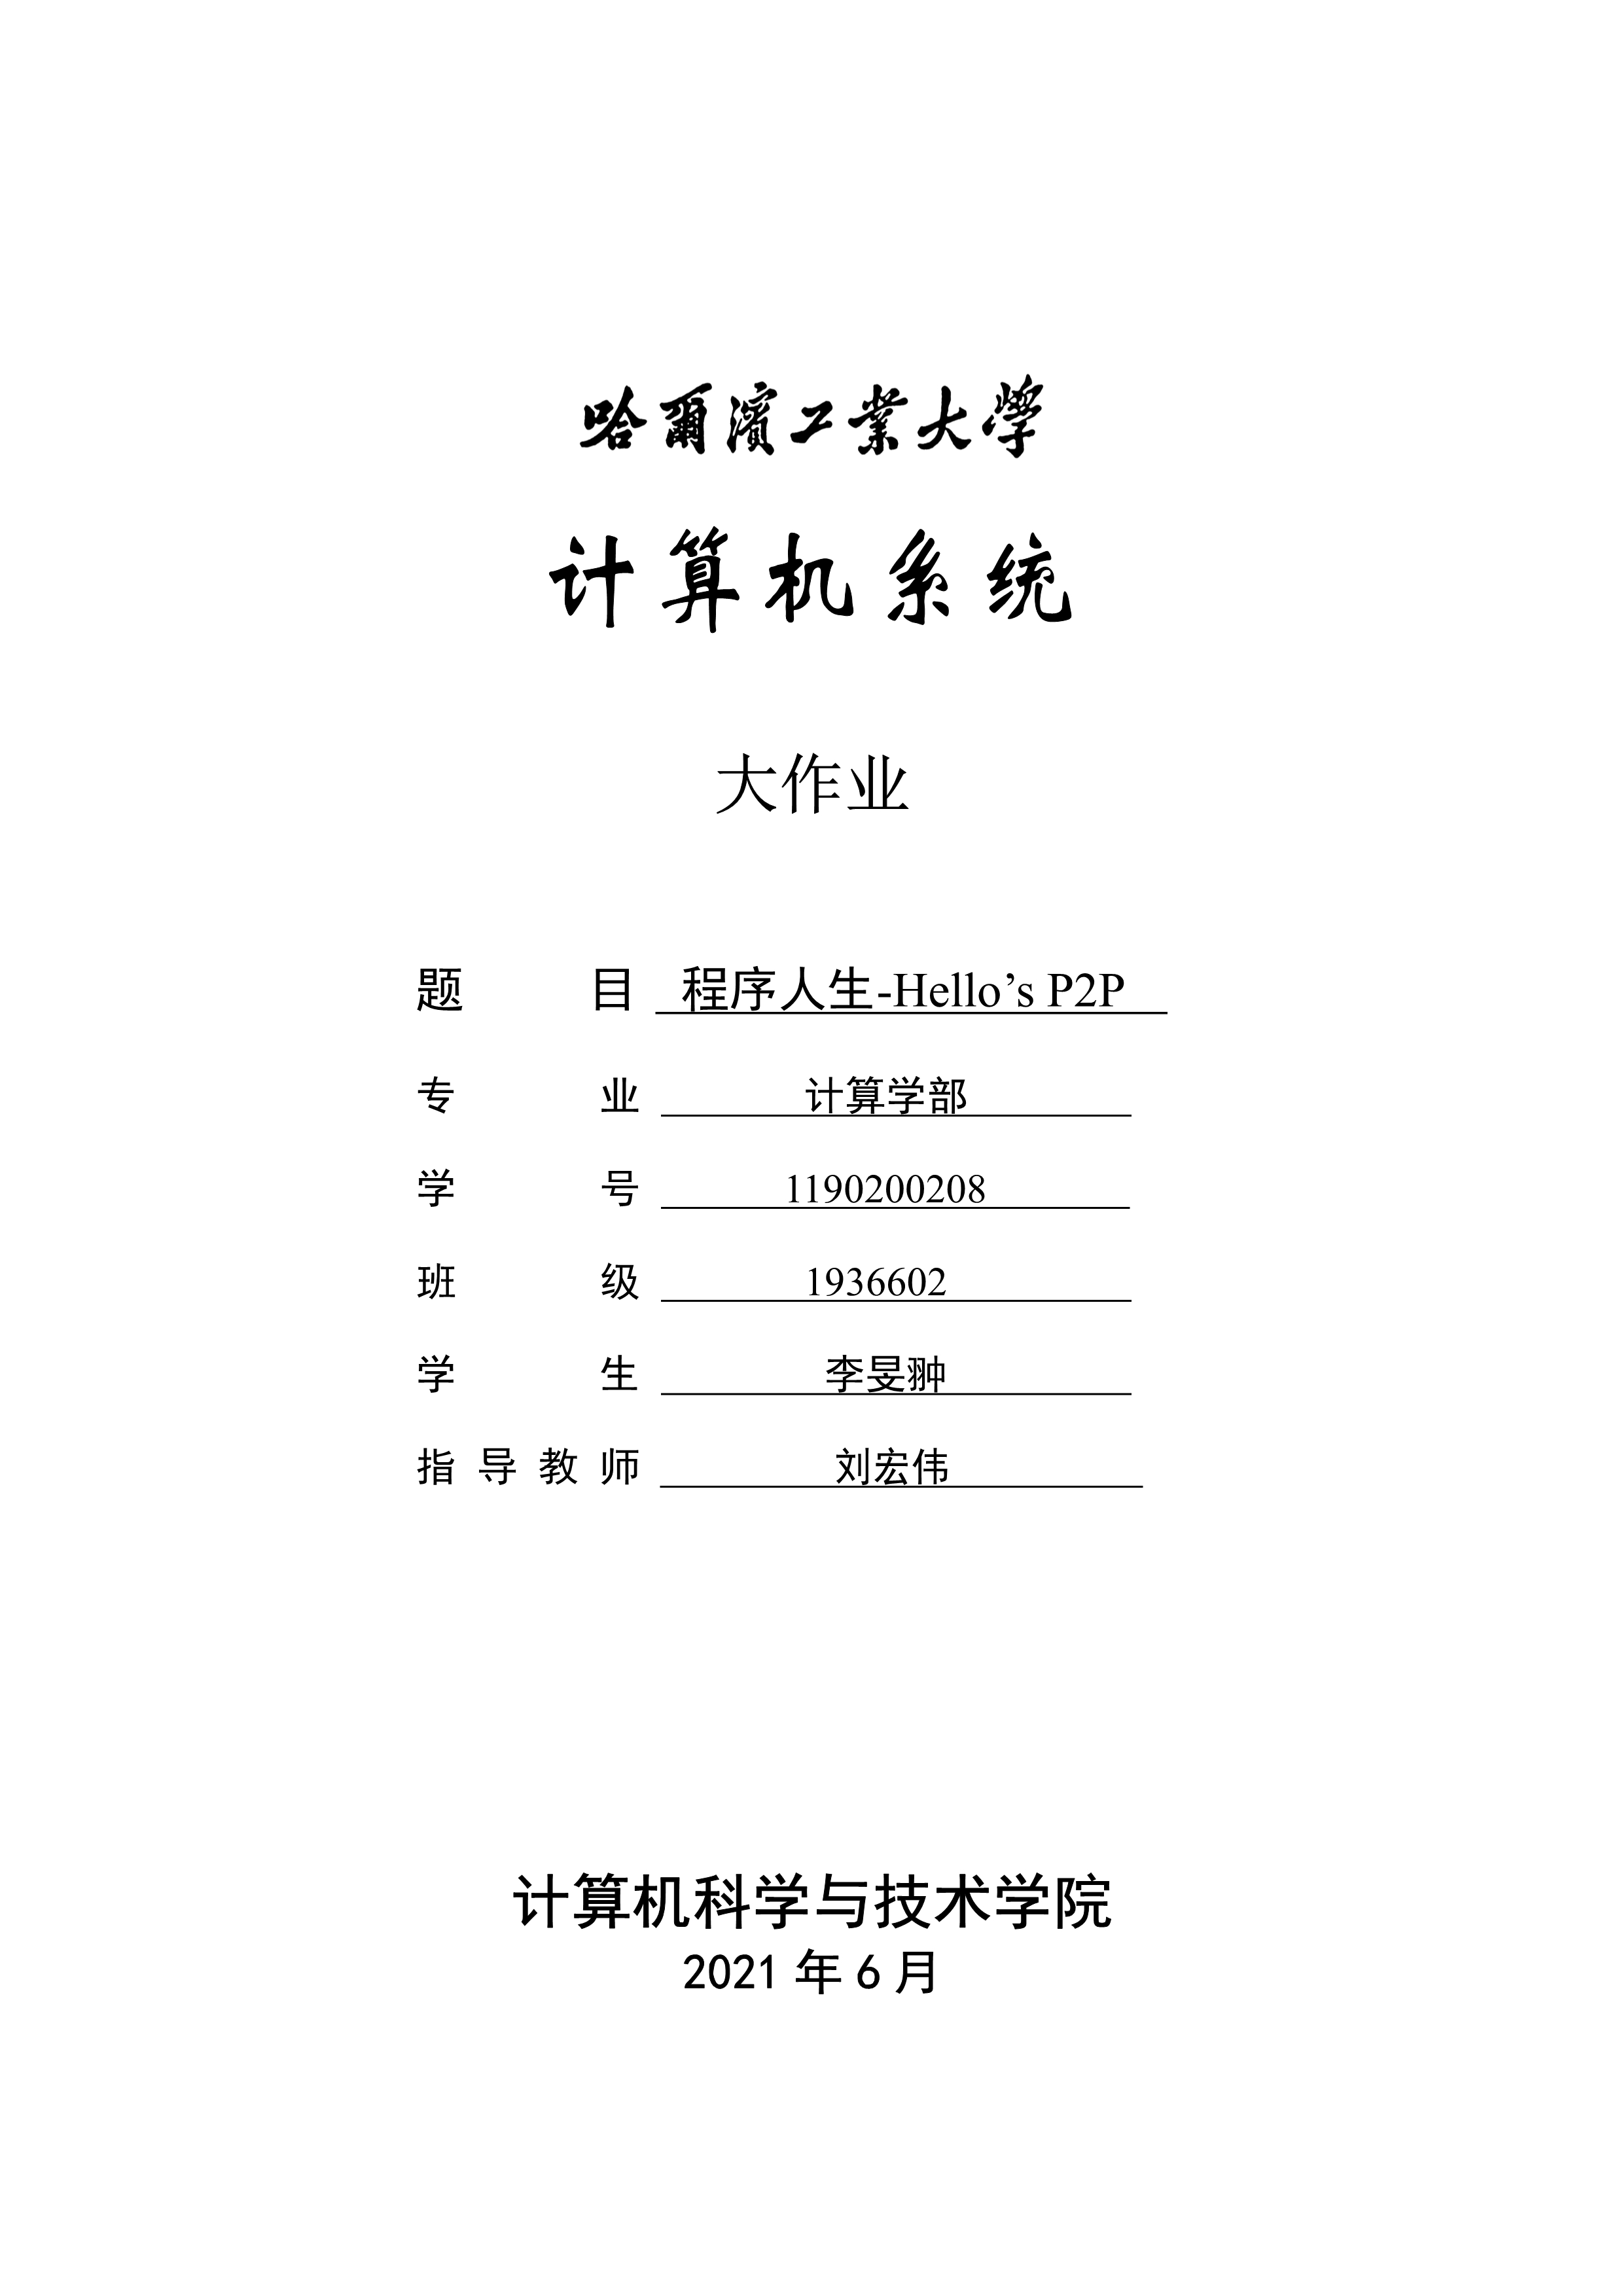 哈爾濱工業大學
计算机系统
大作业
题 目 程序人生-Hello’s P2P
专 业 计算学部
学 号 1190200208
班 级 1936602
学 生 李旻翀
指 导 教 师 刘宏伟
计算机科学与技术学院
2021 年 6 月